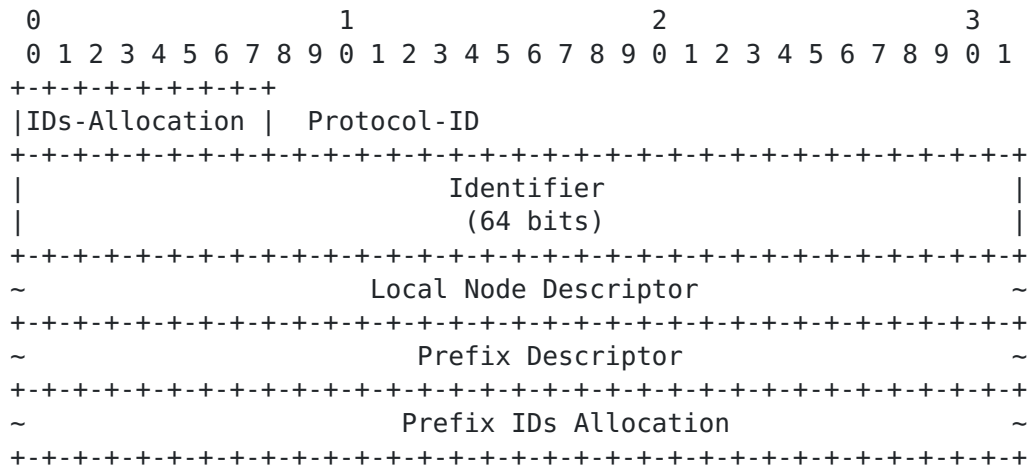 0                   1                   2                   3
 0 1 2 3 4 5 6 7 8 9 0 1 2 3 4 5 6 7 8 9 0 1 2 3 4 5 6 7 8 9 0 1
+-+-+-+-+-+-+-+-+
|IDs-Allocation |  Protocol-ID
+-+-+-+-+-+-+-+-+-+-+-+-+-+-+-+-+-+-+-+-+-+-+-+-+-+-+-+-+-+-+-+-+
|                           Identifier                          |
|                            (64 bits)                          |
+-+-+-+-+-+-+-+-+-+-+-+-+-+-+-+-+-+-+-+-+-+-+-+-+-+-+-+-+-+-+-+-+
~                      Local Node Descriptor                    ~
+-+-+-+-+-+-+-+-+-+-+-+-+-+-+-+-+-+-+-+-+-+-+-+-+-+-+-+-+-+-+-+-+
~                         Prefix Descriptor                     ~
+-+-+-+-+-+-+-+-+-+-+-+-+-+-+-+-+-+-+-+-+-+-+-+-+-+-+-+-+-+-+-+-+
~                        Prefix IDs Allocation                  ~
+-+-+-+-+-+-+-+-+-+-+-+-+-+-+-+-+-+-+-+-+-+-+-+-+-+-+-+-+-+-+-+-+